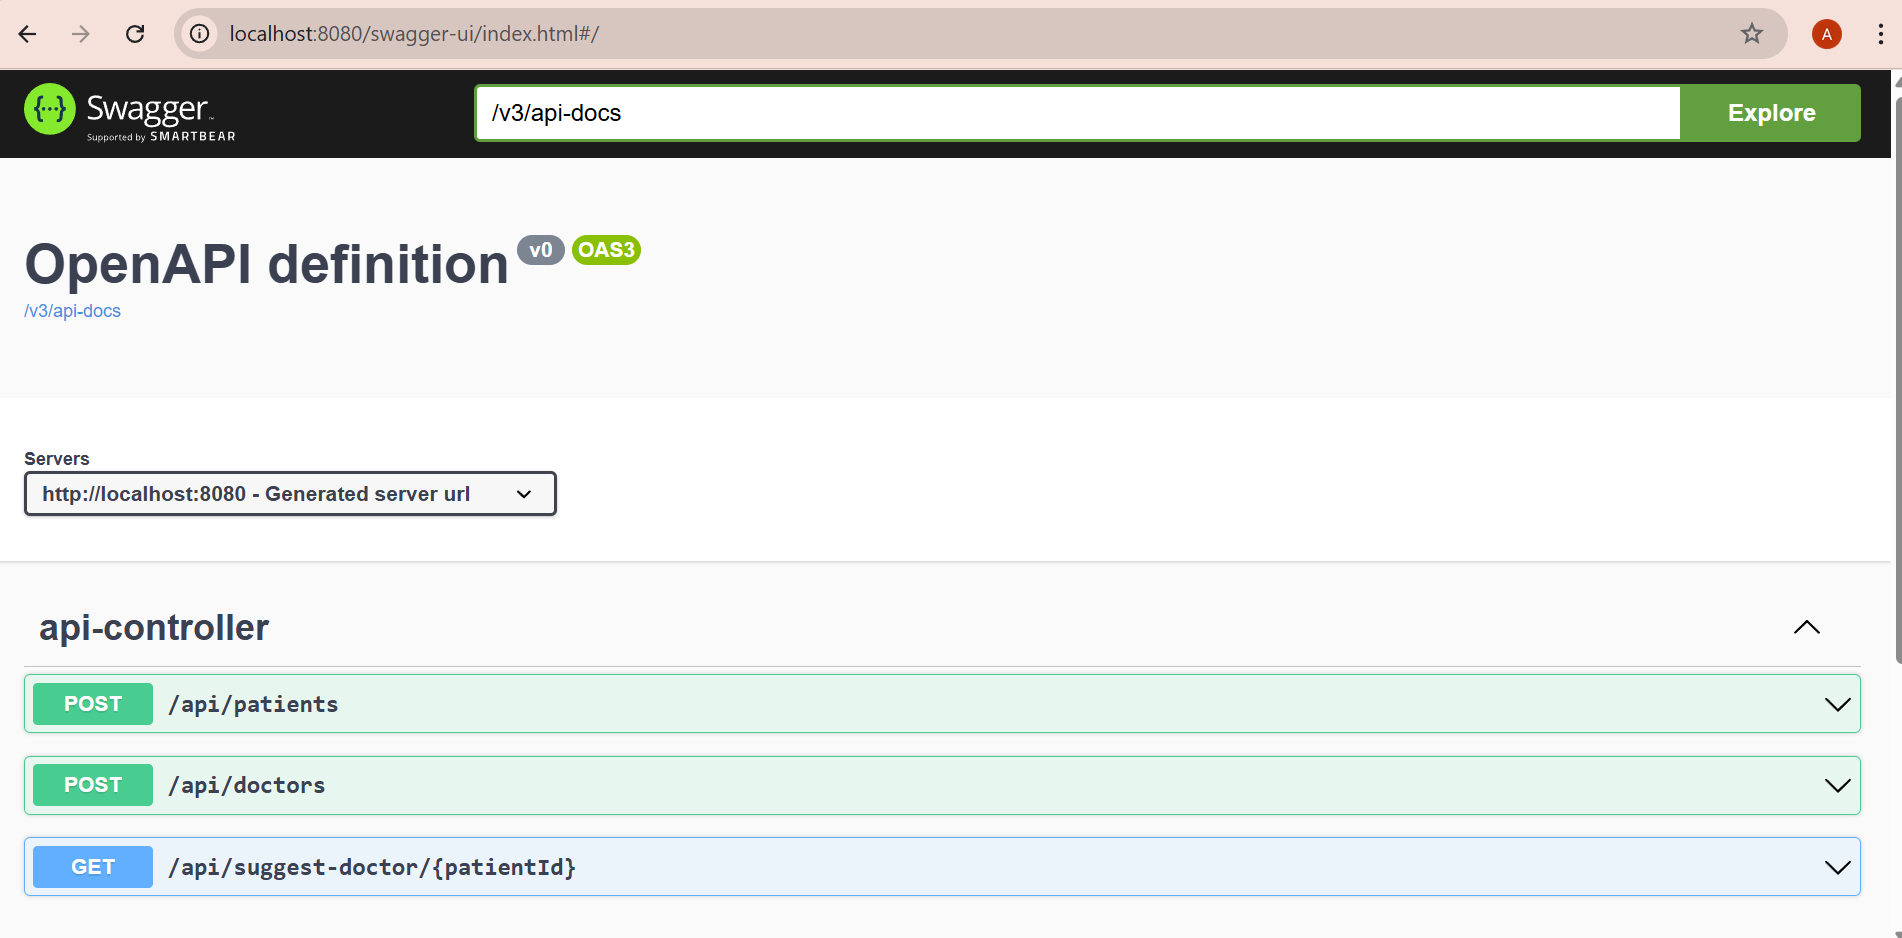 localhost:8080/swagger-ui/index.html#/
A
{···} Swagger™
Supported by SMARTBEAR
/v3/api-docs
Explore
OpenAPI definition v0 OAS3
/v3/api-docs
Servers
http://localhost:8080 - Generated server url
api-controller
POST /api/patients
POST /api/doctors
GET /api/suggest-doctor/{patientId}